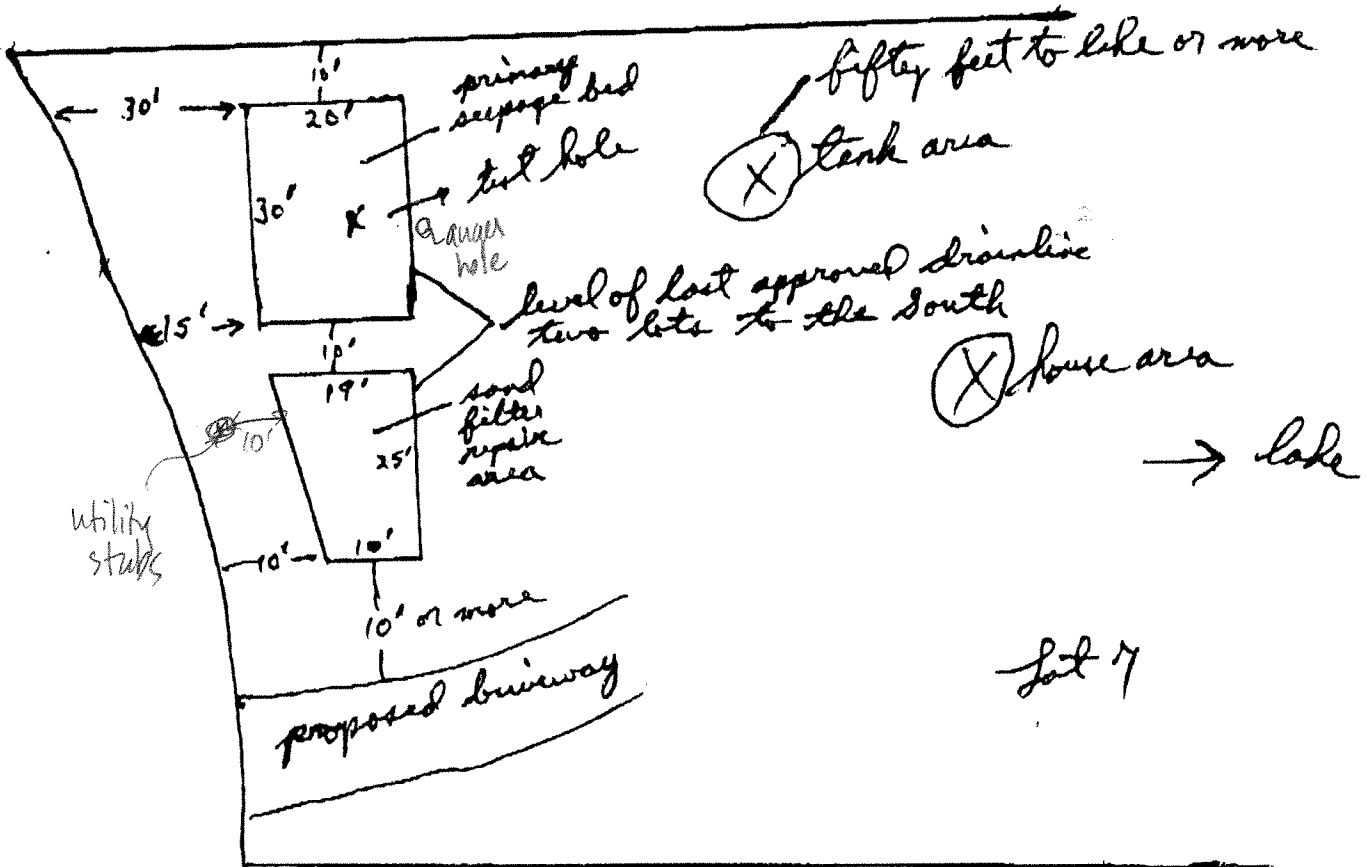 10'
fifty feet to lake or more
primary
seepage bed
30'
20'
tank area
X
test hole
30'
X
2 auger
hole
level of last approved drainline
two lots to the South
15'
10'
X
house area
19'
sand
filter
repair
area
10'
25'
lake
utility
stubs
10'
10'
10' or more
Lot 7
proposed driveway